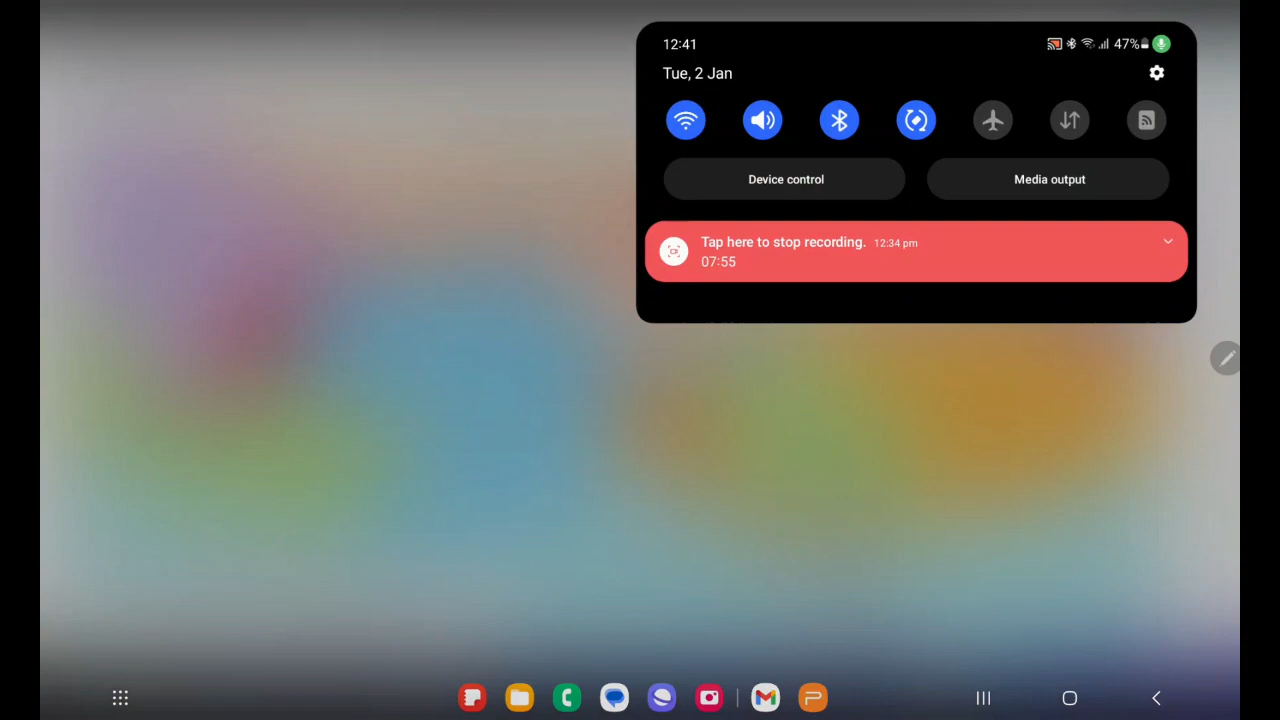 12:41 47%
Tue, 2 Jan
Device control Media output
Tap here to stop recording. 12:34 pm
07:55